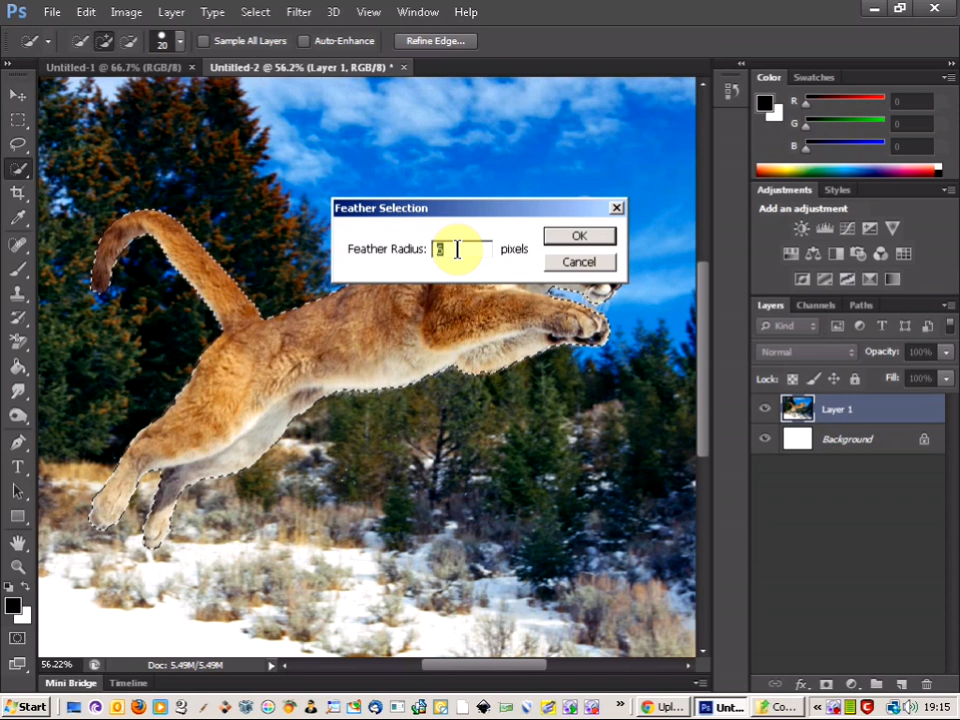 Ps File Edit Image Layer Type Select Filter 3D View Window Help
20 Sample All Layers Auto-Enhance Refine Edge...
Untitled-1 @ 66.7% (RGB/8) × Untitled-2 @ 56.2% (Layer 1, RGB/8) * ×
Color Swatches
R 0
G 0
B 0
Adjustments Styles
Add an adjustment
Feather Selection
Feather Radius: pixels
OK
Cancel
Layers Channels Paths
Kind
Normal Opacity: 100%
Lock: Fill: 100%
Layer 1
Background
56.22% Doc: 5.49M/5.49M
Mini Bridge Timeline
Start Upl... Unt... Co... 19:15